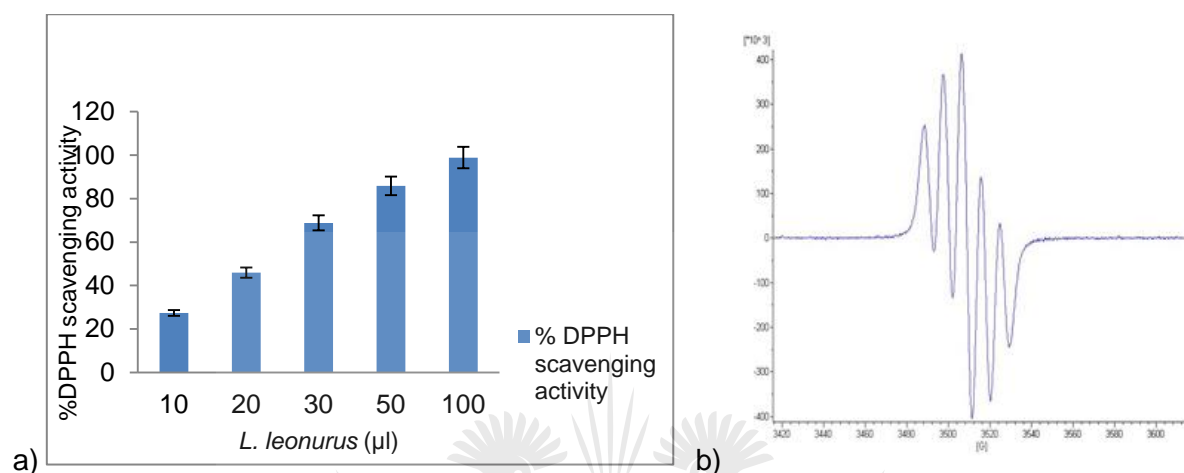 %DPPH scavenging activity
120
100
80
60
40
20
0
10 20 30 50 100
L. leonurus (µl)
% DPPH
scavenging
activity
a)
[*10^3]
400
300
200
100
0
-100
-200
-300
-400
3420 3440 3460 3480 3500 3520 3540 3560 3580 3600
[G]
b)